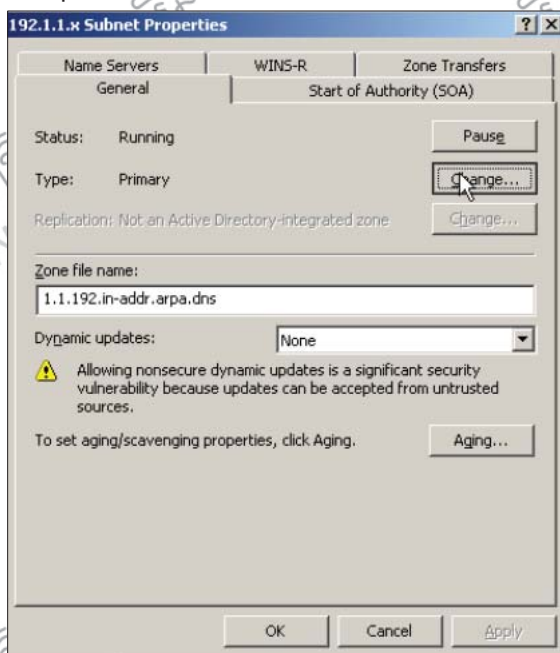 192.1.1.x Subnet Properties
Name Servers WINS-R Zone Transfers
General Start of Authority (SOA)
Status: Running Pause
Type: Primary Change...
Replication: Not an Active Directory-integrated zone Change...
Zone file name:
1.1.192.in-addr.arpa.dns
Dynamic updates: None
Allowing nonsecure dynamic updates is a significant security
vulnerability because updates can be accepted from untrusted
sources.
To set aging/scavenging properties, click Aging. Aging...
OK Cancel Apply